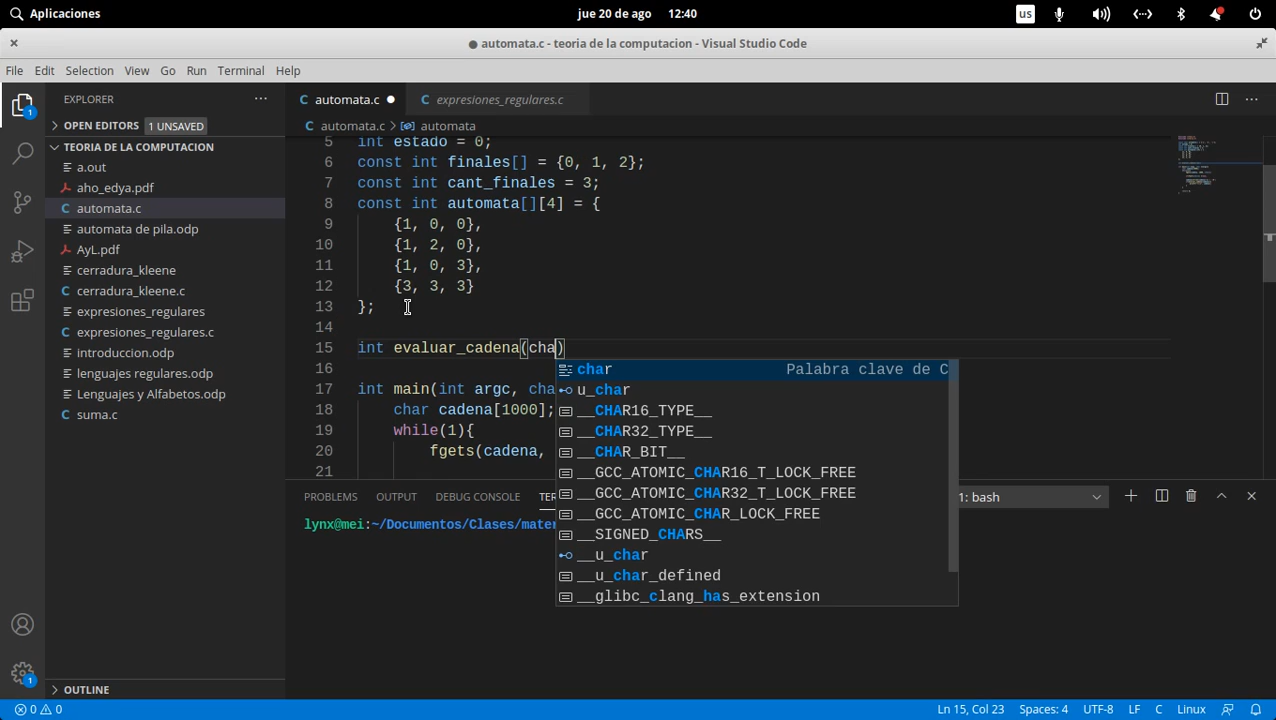 Aplicaciones
jue 20 de ago 12:40
us
automata.c - teoria de la computacion - Visual Studio Code
File Edit Selection View Go Run Terminal Help
EXPLORER
OPEN EDITORS 1 UNSAVED
TEORIA DE LA COMPUTACION
a.out
aho_edya.pdf
automata.c
automata de pila.odp
AyL.pdf
cerradura_kleene
cerradura_kleene.c
expresiones_regulares
expresiones_regulares.c
introduccion.odp
lenguajes regulares.odp
Lenguajes y Alfabetos.odp
suma.c
OUTLINE
1
1
C automata.c
C expresiones_regulares.c
C automata.c > automata
5 int estado = 0;
6 const int finales[] = {0, 1, 2};
7 const int cant_finales = 3;
8 const int automata[][4] = {
9 {1, 0, 0},
10 {1, 2, 0},
11 {1, 0, 3},
12 {3, 3, 3}
13 };
14
15 int evaluar_cadena(cha)
16
17 int main(int argc, cha
18 char cadena[1000];
19 while(1){
20 fgets(cadena,
21
char Palabra clave de C
u_char
__CHAR16_TYPE__
__CHAR32_TYPE__
__CHAR_BIT__
__GCC_ATOMIC_CHAR16_T_LOCK_FREE
__GCC_ATOMIC_CHAR32_T_LOCK_FREE
__GCC_ATOMIC_CHAR_LOCK_FREE
__SIGNED_CHARS__
__u_char
__u_char_defined
__glibc_clang_has_extension
PROBLEMS OUTPUT DEBUG CONSOLE TER
1: bash
lynx@mei:~/Documentos/Clases/mater
0 0
Ln 15, Col 23 Spaces: 4 UTF-8 LF C Linux